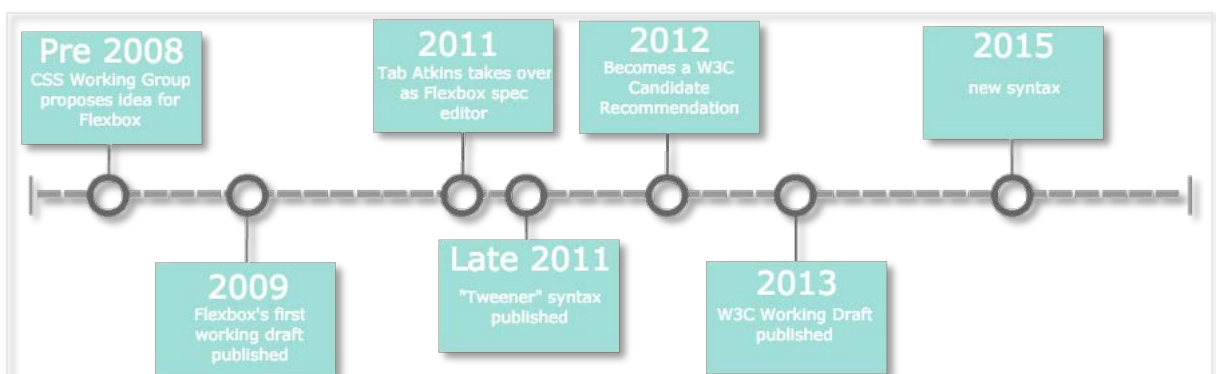 Pre 2008
CSS Working Group
proposes idea for
Flexbox
2009
Flexbox's first
working draft
published
2011
Tab Atkins takes over
as Flexbox spec
editor
Late 2011
"Tweener" syntax
published
2012
Becomes a W3C
Candidate
Recommendation
2013
W3C Working Draft
published
2015
new syntax